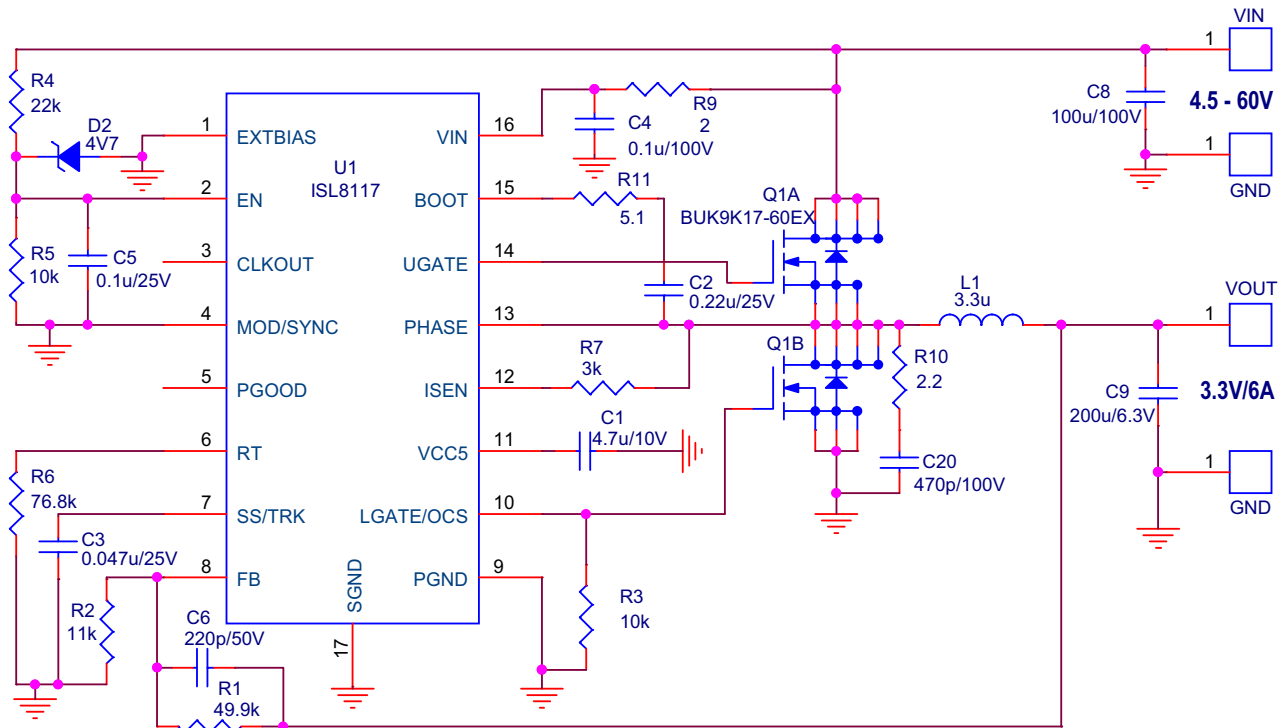 VIN
1
4.5 - 60V
C8
100u/100V
1
GND
R4
22k
D2
4V7
1
EXTBIAS
U1
ISL8117
VIN
16
C4
0.1u/100V
R9
2
2
EN
BOOT
15
R11
5.1
Q1A
BUK9K17-60EX
R5
10k
C5
0.1u/25V
3
CLKOUT
UGATE
14
C2
0.22u/25V
L1
3.3u
VOUT
1
4
MOD/SYNC
PHASE
13
Q1B
R7
3k
R10
2.2
5
PGOOD
ISEN
12
C9
200u/6.3V
3.3V/6A
C1
4.7u/10V
6
RT
VCC5
11
C20
470p/100V
1
GND
R6
76.8k
7
SS/TRK
LGATE/OCS
10
C3
0.047u/25V
8
FB
PGND
9
SGND
17
R2
11k
R3
10k
C6
220p/50V
R1
49.9k